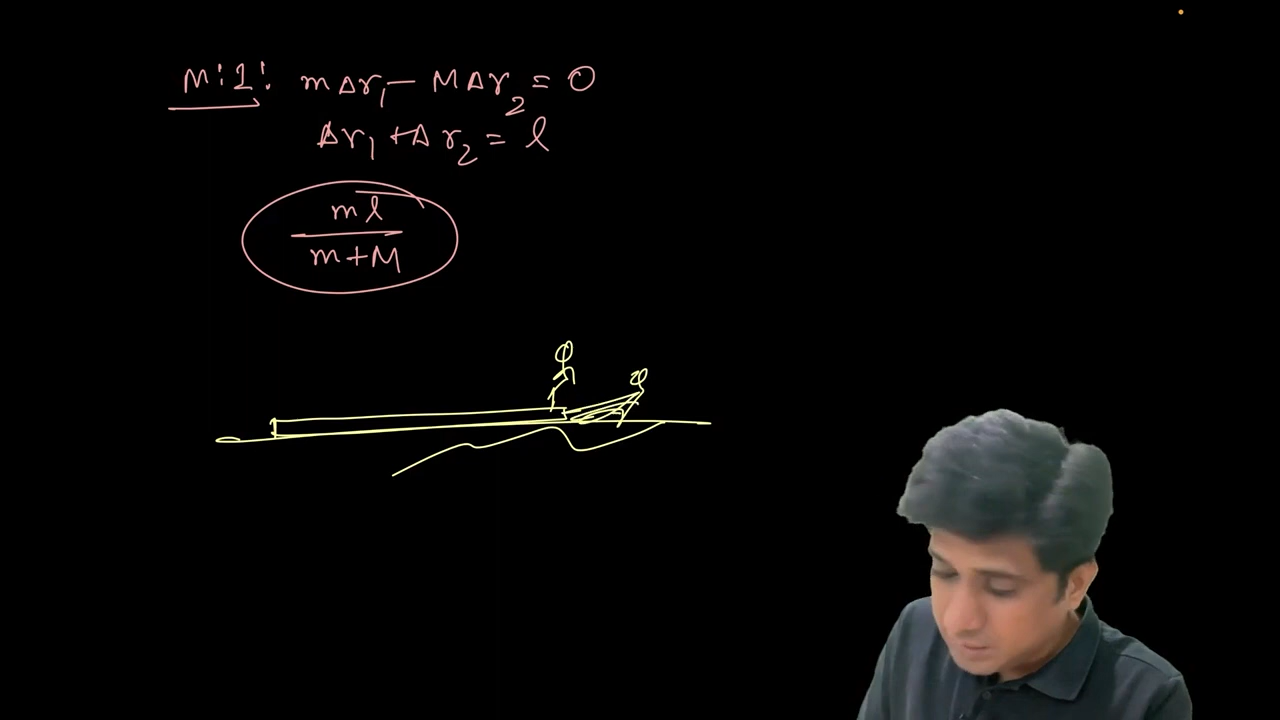 M:1: mΔr₁ - MΔr₂ = 0
Δr₁ + Δr₂ = l
ml
m+M